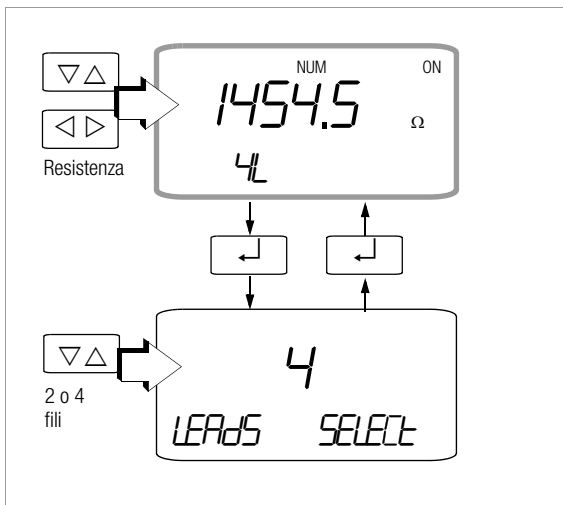 NUM ON
1454.5 Ω
4L
Resistenza
4
2 o 4
fili
LEAdS SELECt